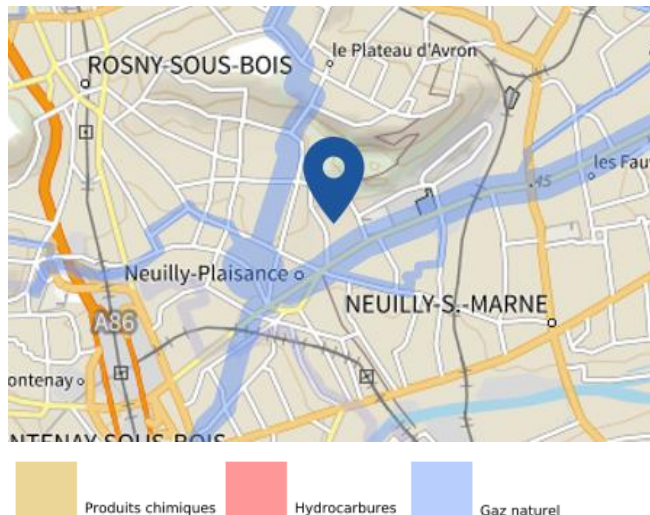 le Plateau d'Avron
ROSNY-SOUS-BOIS
les Fau
45
Neuilly-Plaisance
NEUILLY-S.-MARNE
A86
ontenay
NTENAY-SOUS-BOIS
Produits chimiques
Hydrocarbures
Gaz naturel